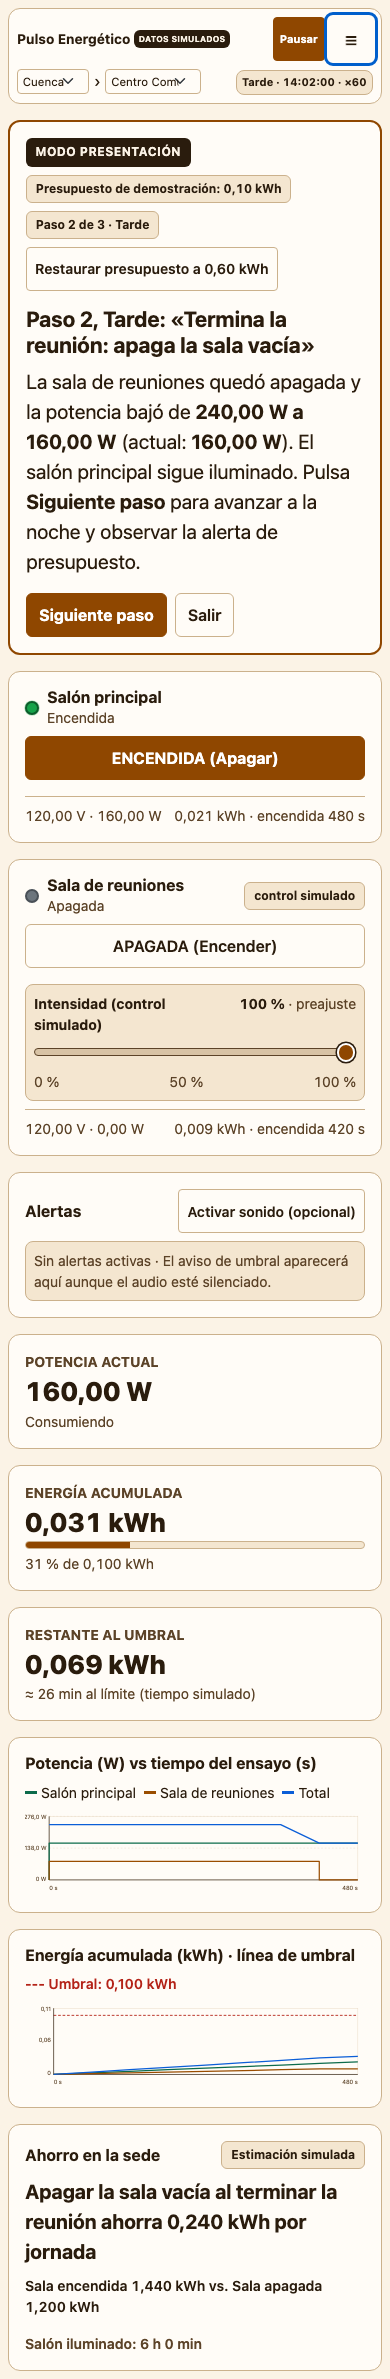 Pulso Energético DATOS SIMULADOS Pausar ≡
Cuenca › Centro Com Tarde · 14:02:00 · ×60
MODO PRESENTACIÓN
Presupuesto de demostración: 0,10 kWh
Paso 2 de 3 · Tarde
Restaurar presupuesto a 0,60 kWh
Paso 2, Tarde: «Termina la
reunión: apaga la sala vacía»
La sala de reuniones quedó apagada y
la potencia bajó de 240,00 W a
160,00 W (actual: 160,00 W). El
salón principal sigue iluminado. Pulsa
Siguiente paso para avanzar a la
noche y observar la alerta de
presupuesto.
Siguiente paso Salir
Salón principal
Encendida
ENCENDIDA (Apagar)
120,00 V · 160,00 W 0,021 kWh · encendida 480 s
Sala de reuniones control simulado
Apagada
APAGADA (Encender)
Intensidad (control 100 % · preajuste
simulado)
0 % 50 % 100 %
120,00 V · 0,00 W 0,009 kWh · encendida 420 s
Alertas Activar sonido (opcional)
Sin alertas activas · El aviso de umbral aparecerá
aquí aunque el audio esté silenciado.
POTENCIA ACTUAL
160,00 W
Consumiendo
ENERGÍA ACUMULADA
0,031 kWh
31 % de 0,100 kWh
RESTANTE AL UMBRAL
0,069 kWh
≈ 26 min al límite (tiempo simulado)
Potencia (W) vs tiempo del ensayo (s)
Salón principal Sala de reuniones Total
276,0 W
138,0 W
0 W
0 s 480 s
Energía acumulada (kWh) · línea de umbral
--- Umbral: 0,100 kWh
0,11
0,06
0
0 s 480 s
Ahorro en la sede Estimación simulada
Apagar la sala vacía al terminar la
reunión ahorra 0,240 kWh por
jornada
Sala encendida 1,440 kWh vs. Sala apagada
1,200 kWh
Salón iluminado: 6 h 0 min